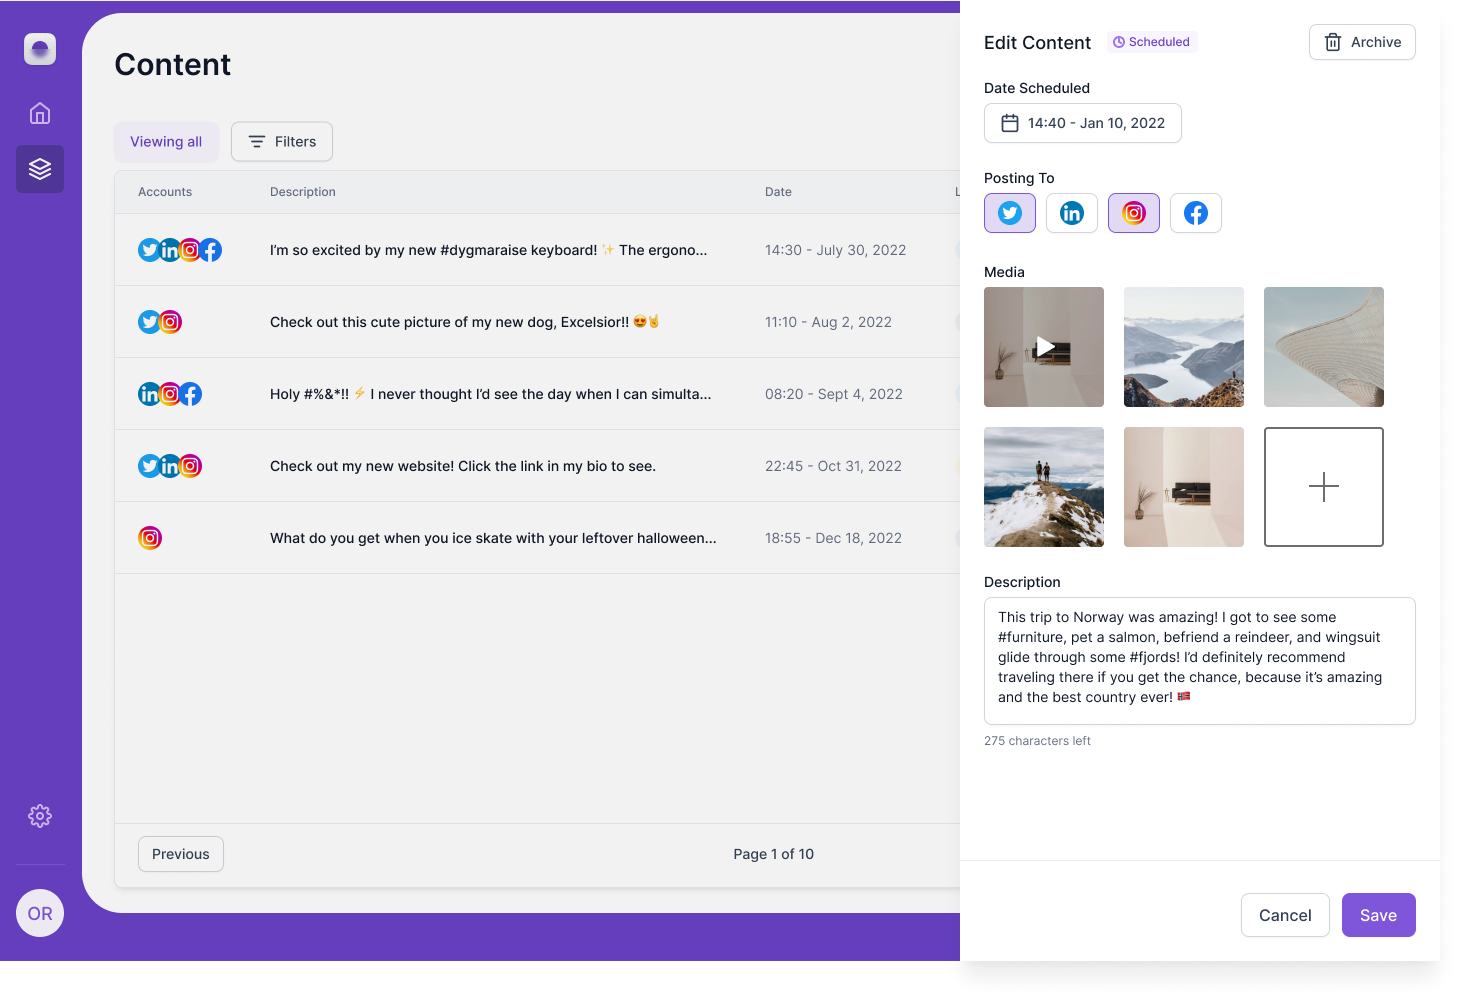 Content
Viewing all
Filters
Accounts
Description
Date
I’m so excited by my new #dygmaraise keyboard! ✨ The ergono...
14:30 - July 30, 2022
Check out this cute picture of my new dog, Excelsior!! 😍🤘
11:10 - Aug 2, 2022
Holy #%&*!! ⚡ I never thought I’d see the day when I can simulta...
08:20 - Sept 4, 2022
Check out my new website! Click the link in my bio to see.
22:45 - Oct 31, 2022
What do you get when you ice skate with your leftover halloween...
18:55 - Dec 18, 2022
Previous
Page 1 of 10
OR
Edit Content
Scheduled
Archive
Date Scheduled
14:40 - Jan 10, 2022
Posting To
Media
Description
This trip to Norway was amazing! I got to see some
#furniture, pet a salmon, befriend a reindeer, and wingsuit
glide through some #fjords! I’d definitely recommend
traveling there if you get the chance, because it’s amazing
and the best country ever! 🇳🇴
275 characters left
Cancel
Save